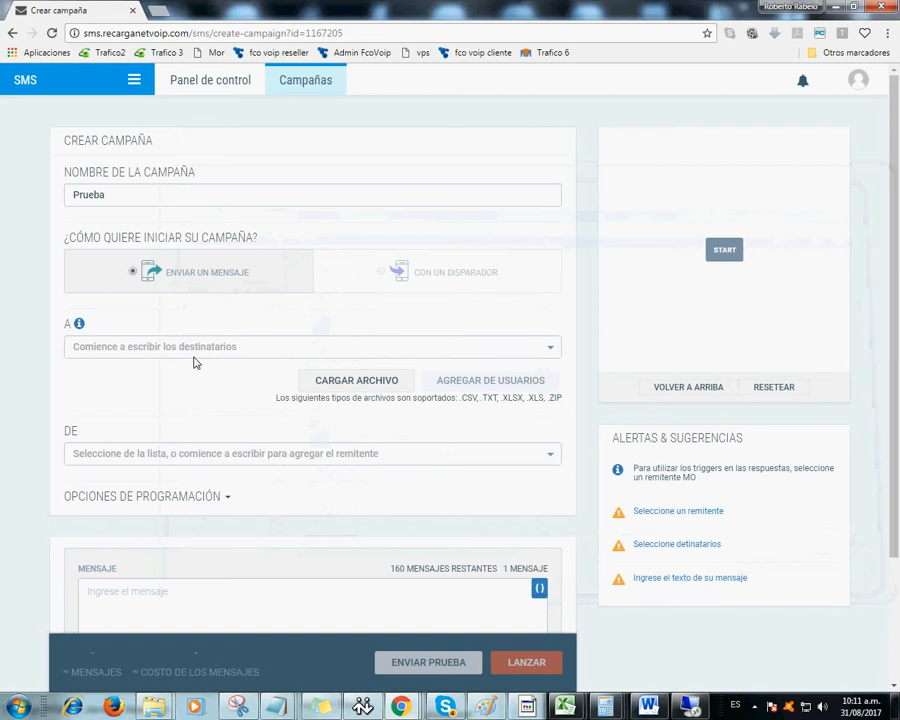 Crear campaña
Roberto Rabelo
sms.recarganetvoip.com/sms/create-campaign?id=1167205
Aplicaciones Trafico2 Trafico 3 Mor fco voip reseller Admin FcoVoip vps fco voip cliente Trafico 6 Otros marcadores
SMS Panel de control Campañas
CREAR CAMPAÑA
NOMBRE DE LA CAMPAÑA
Prueba
¿CÓMO QUIERE INICIAR SU CAMPAÑA?
ENVIAR UN MENSAJE CON UN DISPARADOR
A
Comience a escribir los destinatarios
CARGAR ARCHIVO AGREGAR DE USUARIOS
Los siguientes tipos de archivos son soportados: .CSV, .TXT, .XLSX, .XLS, .ZIP
DE
Seleccione de la lista, o comience a escribir para agregar el remitente
OPCIONES DE PROGRAMACIÓN
MENSAJE 160 MENSAJES RESTANTES 1 MENSAJE
Ingrese el mensaje
{ }
- -
≈ MENSAJES ≈ COSTO DE LOS MENSAJES
ENVIAR PRUEBA LANZAR
START
VOLVER A ARRIBA RESETEAR
ALERTAS & SUGERENCIAS
Para utilizar los triggers en las respuestas, seleccione
un remitente MO
Seleccione un remitente
Seleccione detinatarios
Ingrese el texto de su mensaje
ES
10:11 a.m.
31/08/2017